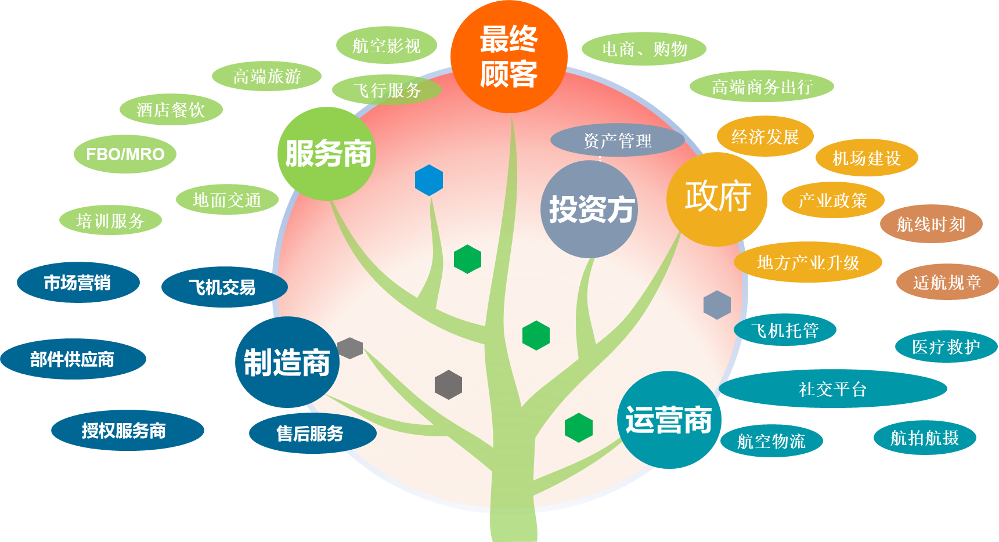 最终
顾客
航空影视
电商、购物
高端旅游
飞行服务
高端商务出行
酒店餐饮
服务商
资产管理
经济发展
机场建设
FBO/MRO
地面交通
培训服务
投资方
政府
产业政策
航线时刻
地方产业升级
适航规章
市场营销
飞机交易
飞机托管
医疗救护
部件供应商
制造商
社交平台
运营商
授权服务商
售后服务
航空物流
航拍航摄